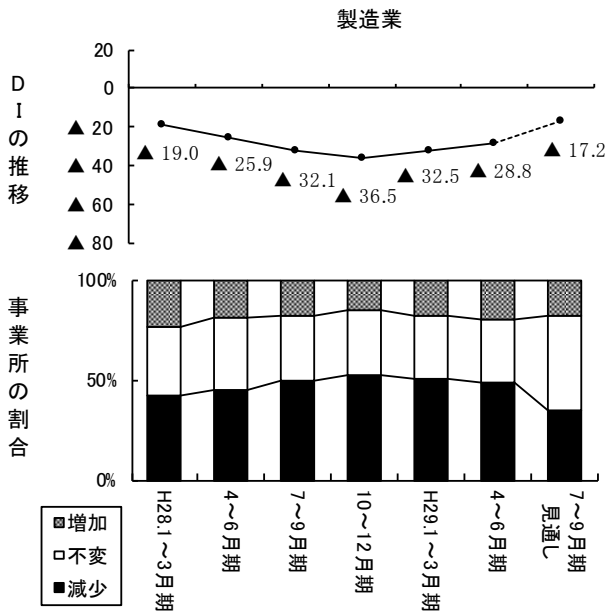 製造業
DIの推移
20
0
▲ 20
▲ 40
▲ 60
▲ 80
▲ 19.0
▲ 25.9
▲ 32.1
▲ 36.5
▲ 32.5
▲ 28.8
▲ 17.2
事業所の割合
100%
50%
0%
H28.1～3月期
4～6月期
7～9月期
10～12月期
H29.1～3月期
4～6月期
7～9月期
見通し
増加
不変
減少